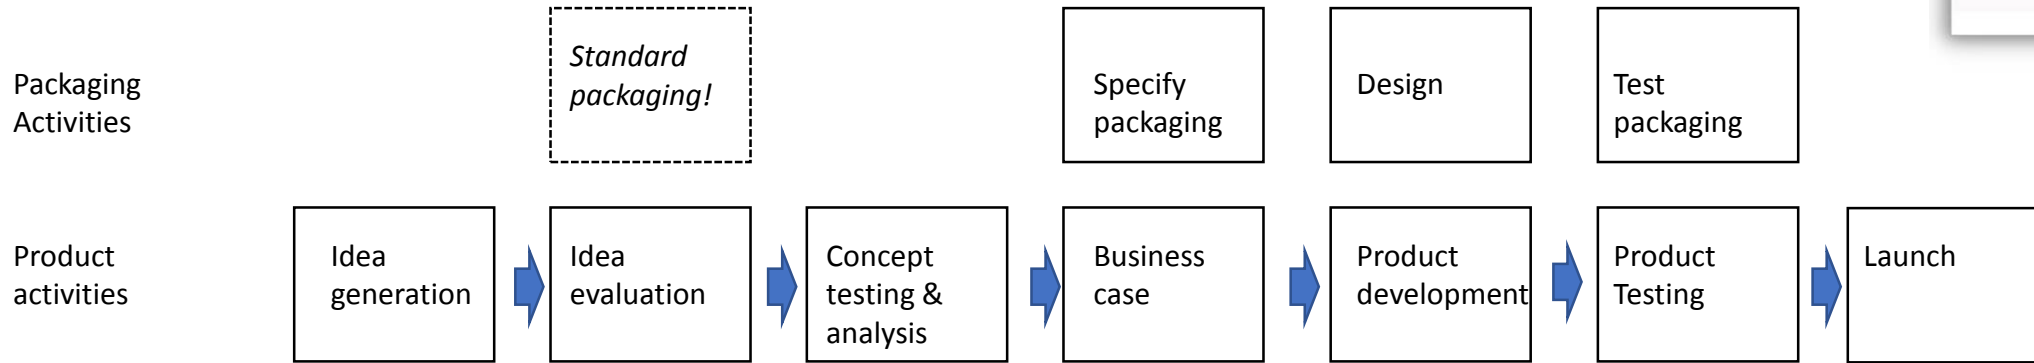 Packaging
Activities
Standard
packaging!
Specify
packaging
Design
Test
packaging
Product
activities
Idea
generation
Idea
evaluation
Concept
testing &
analysis
Business
case
Product
development
Product
Testing
Launch